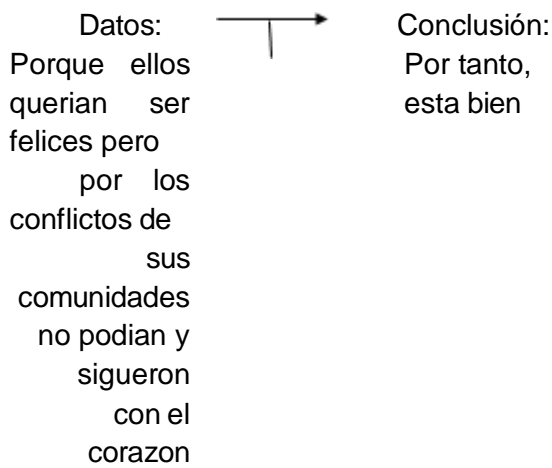 Datos:
Porque ellos
querian ser
felices pero
por los
conflictos de
sus
comunidades
no podian y
sigueron
con el
corazon
Conclusión:
Por tanto,
esta bien